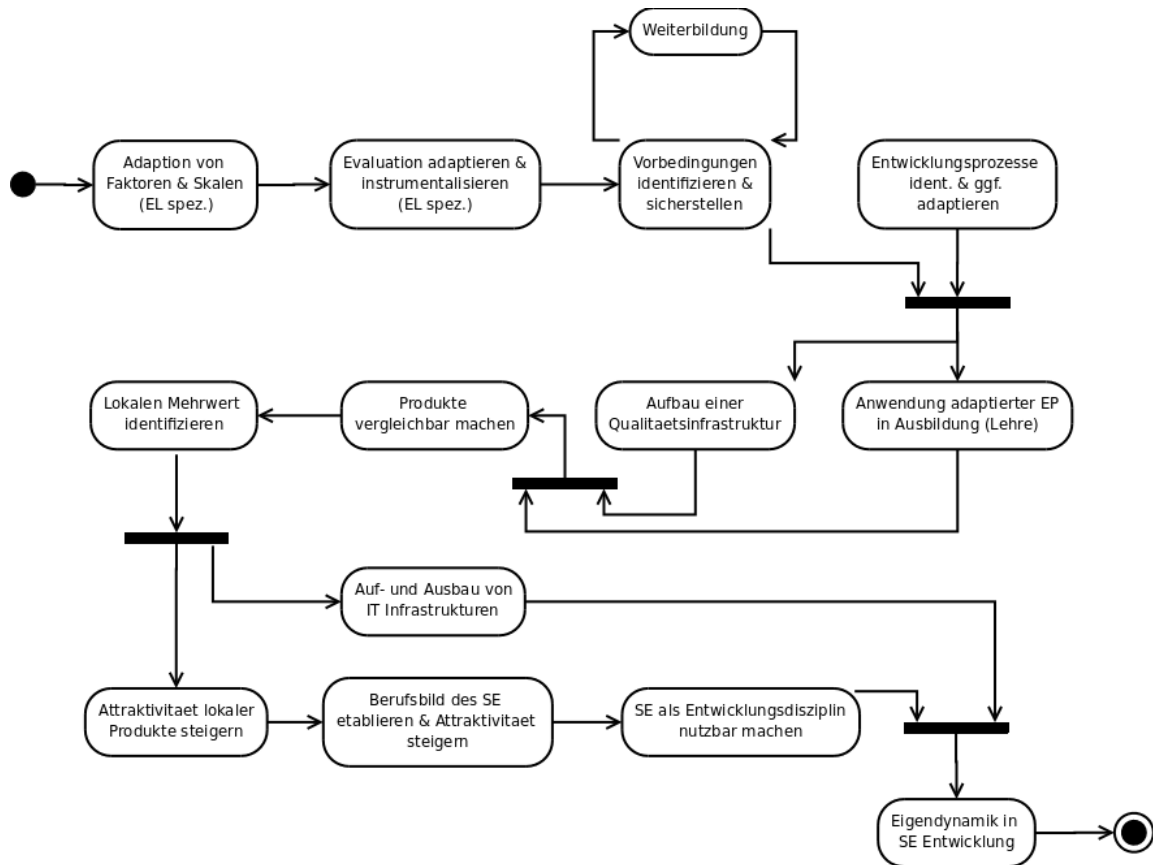 Weiterbildung
Adaption von
Faktoren & Skalen
(EL spez.)
Evaluation adaptieren &
instrumentalisieren
(EL spez.)
Vorbedingungen
identifizieren &
sicherstellen
Entwicklungsprozesse
ident. & ggf.
adaptieren
Lokalen Mehrwert
identifizieren
Produkte
vergleichbar machen
Aufbau einer
Qualitaetsinfrastruktur
Anwendung adaptierter EP
in Ausbildung (Lehre)
Auf- und Ausbau von
IT Infrastrukturen
Attraktivitaet lokaler
Produkte steigern
Berufsbild des SE
etablieren & Attraktivitaet
steigern
SE als Entwicklungsdisziplin
nutzbar machen
Eigendynamik in
SE Entwicklung